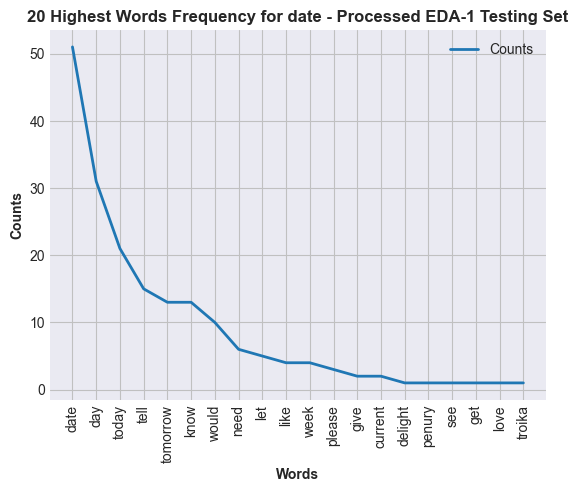 20 Highest Words Frequency for date - Processed EDA-1 Testing Set
Counts
50
40
30
20
10
0
Counts
date
day
today
tell
tomorrow
know
would
need
let
like
week
please
give
current
delight
penury
see
get
love
troika
Words